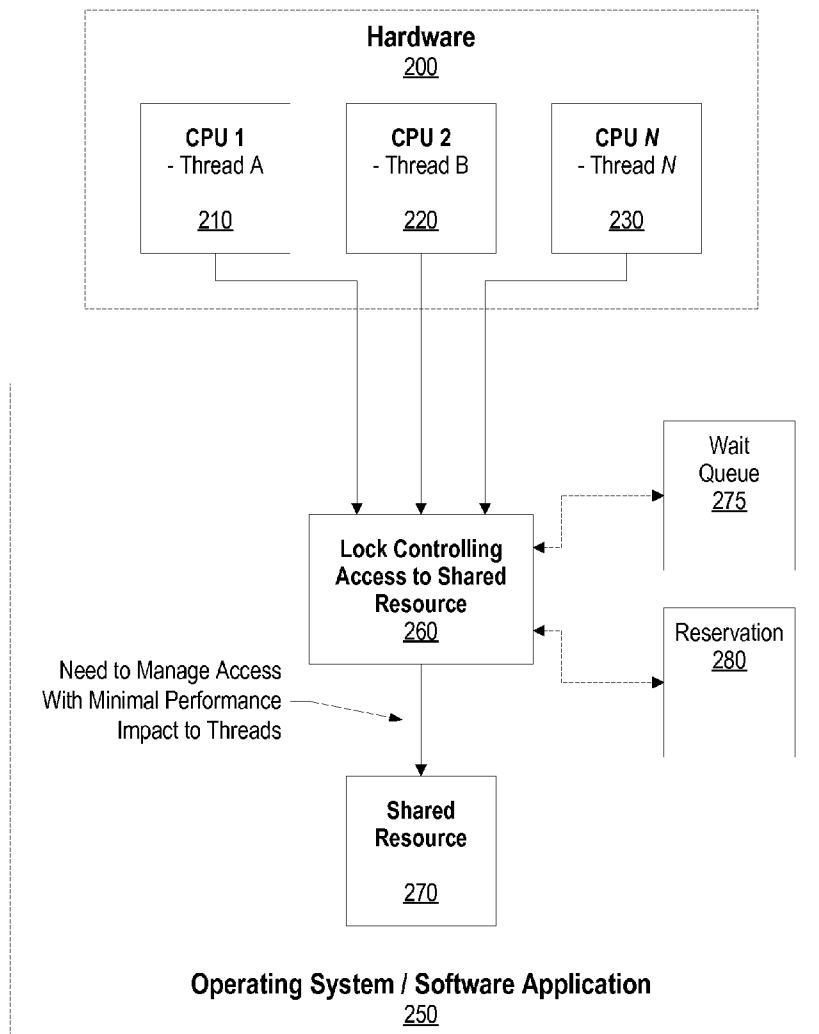 Hardware
200
CPU 1
- Thread A
210
CPU 2
- Thread B
220
CPU N
- Thread N
230
Wait
Queue
275
Lock Controlling
Access to Shared
Resource
260
Reservation
280
Need to Manage Access
With Minimal Performance
Impact to Threads
Shared
Resource
270
Operating System / Software Application
250